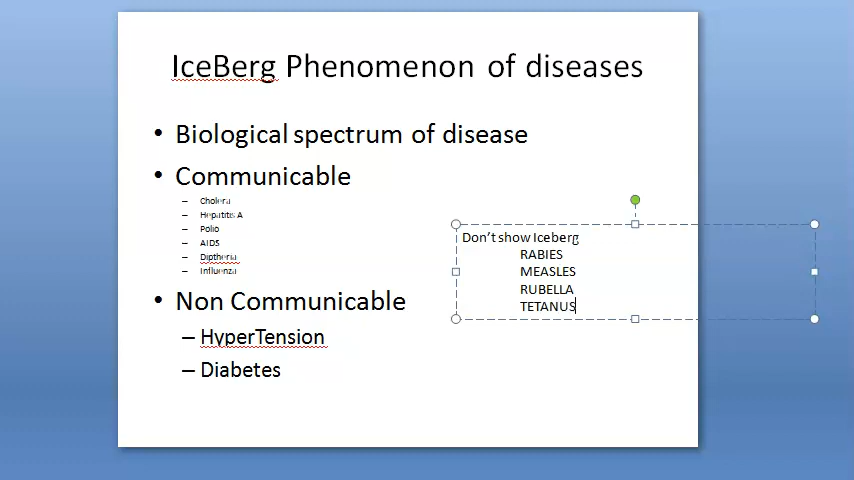 IceBerg Phenomenon of diseases
• Biological spectrum of disease
• Communicable
– Cholera
– Hepatitis A
– Polio
– AIDS
– Diptheria
– Influenza
• Non Communicable
– HyperTension
– Diabetes
Don't show Iceberg
RABIES
MEASLES
RUBELLA
TETANUS